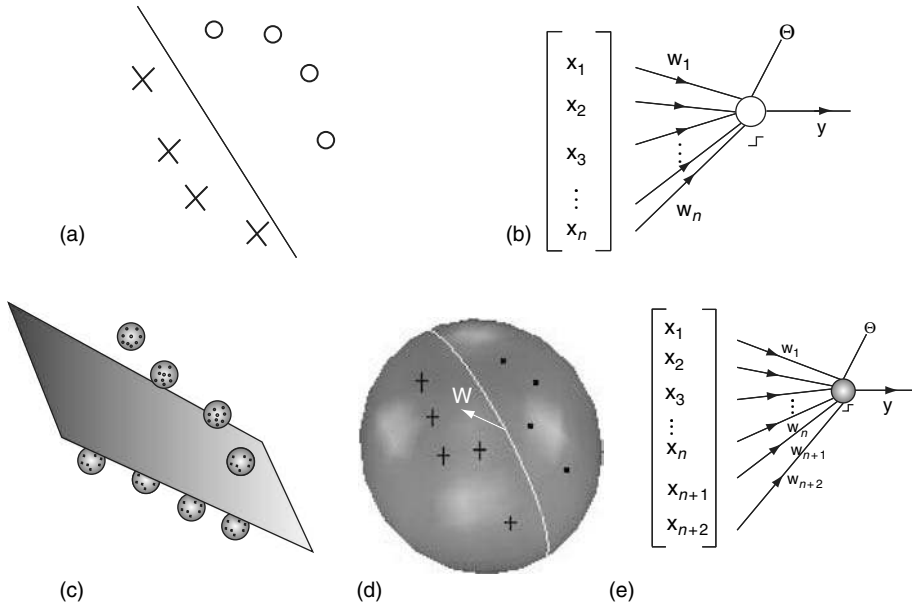 (a)
x1
x2
x3
⋮
xn
w1
⋮
wn
Θ
y
(b)
(c)
W
(d)
x1
x2
x3
⋮
xn
xn+1
xn+2
w1
⋮
wn
wn+1
wn+2
Θ
y
(e)